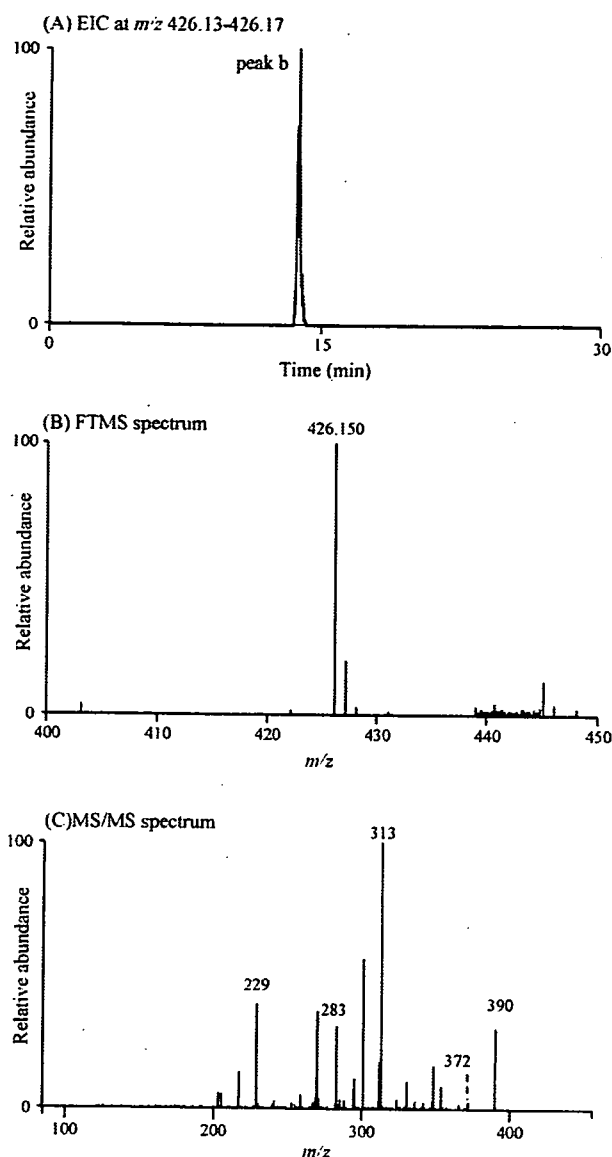 (A) EIC at m/z 426.13-426.17
100
peak b
Relative abundance
0
0
15
30
Time (min)
(B) FTMS spectrum
100
426.150
Relative abundance
0
400
410
420
430
440
450
m/z
(C)MS/MS spectrum
100
313
229
283
390
372
Relative abundance
0
100
200
300
400
m/z